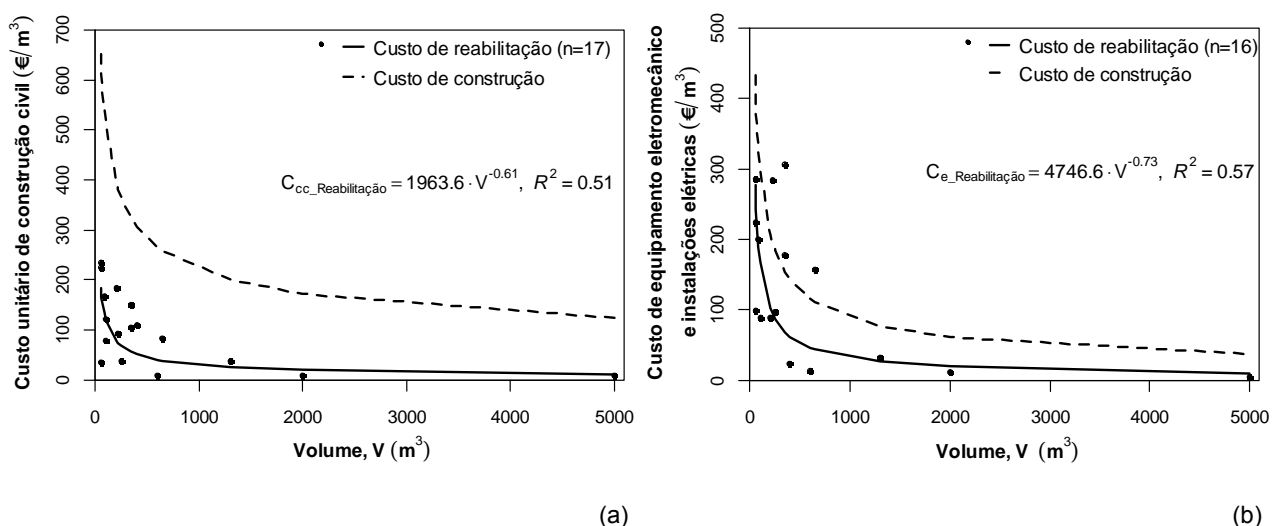 Custo unitário de construção civil (€/m³)
700
600
500
400
300
200
100
0
Custo de reabilitação (n=17)
Custo de construção
C_cc_Reabilitação = 1963.6 · V^-0.61, R² = 0.51
0 1000 2000 3000 4000 5000
Volume, V (m³)
(a)
Custo de equipamento eletromecânico
e instalações elétricas (€/m³)
500
400
300
200
100
0
Custo de reabilitação (n=16)
Custo de construção
C_e_Reabilitação = 4746.6 · V^-0.73, R² = 0.57
0 1000 2000 3000 4000 5000
Volume, V (m³)
(b)